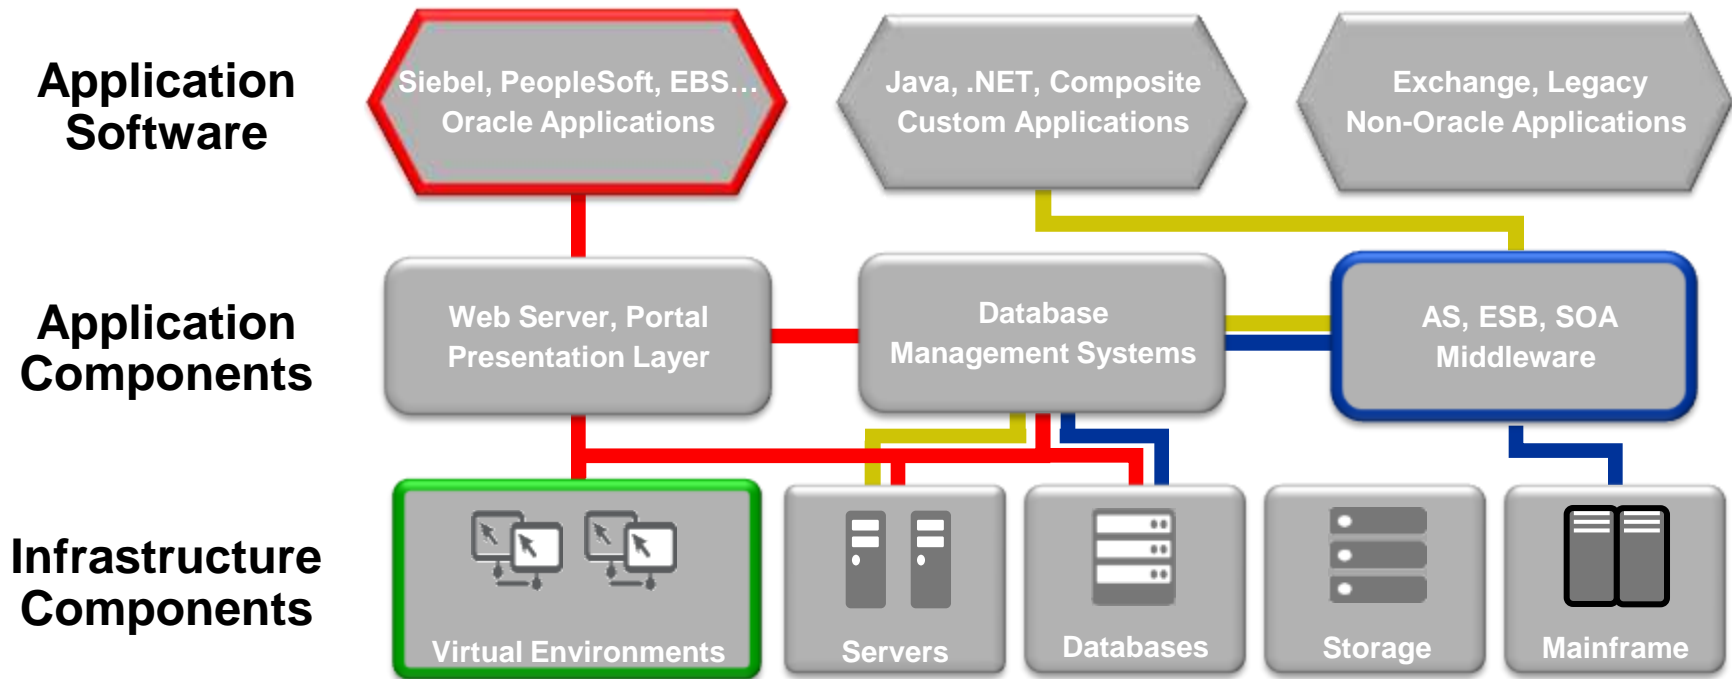 Application
Software
Siebel, PeopleSoft, EBS…
Oracle Applications
Java, .NET, Composite
Custom Applications
Exchange, Legacy
Non-Oracle Applications
Application
Components
Web Server, Portal
Presentation Layer
Database
Management Systems
AS, ESB, SOA
Middleware
Infrastructure
Components
Virtual Environments
Servers
Databases
Storage
Mainframe